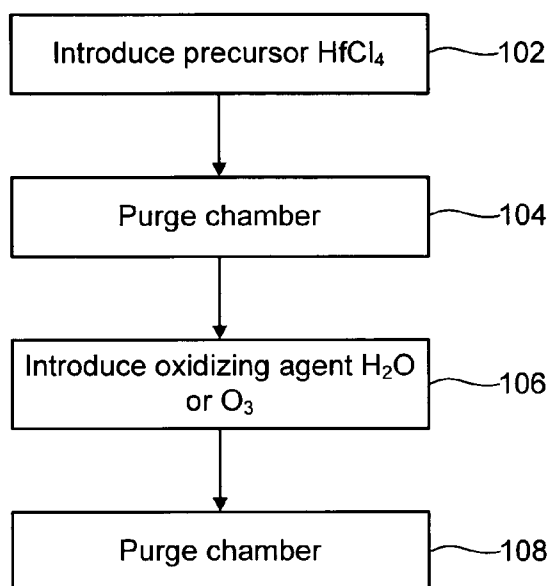 Introduce precursor HfCl₄
102
Purge chamber
104
Introduce oxidizing agent H₂O
or O₃
106
Purge chamber
108